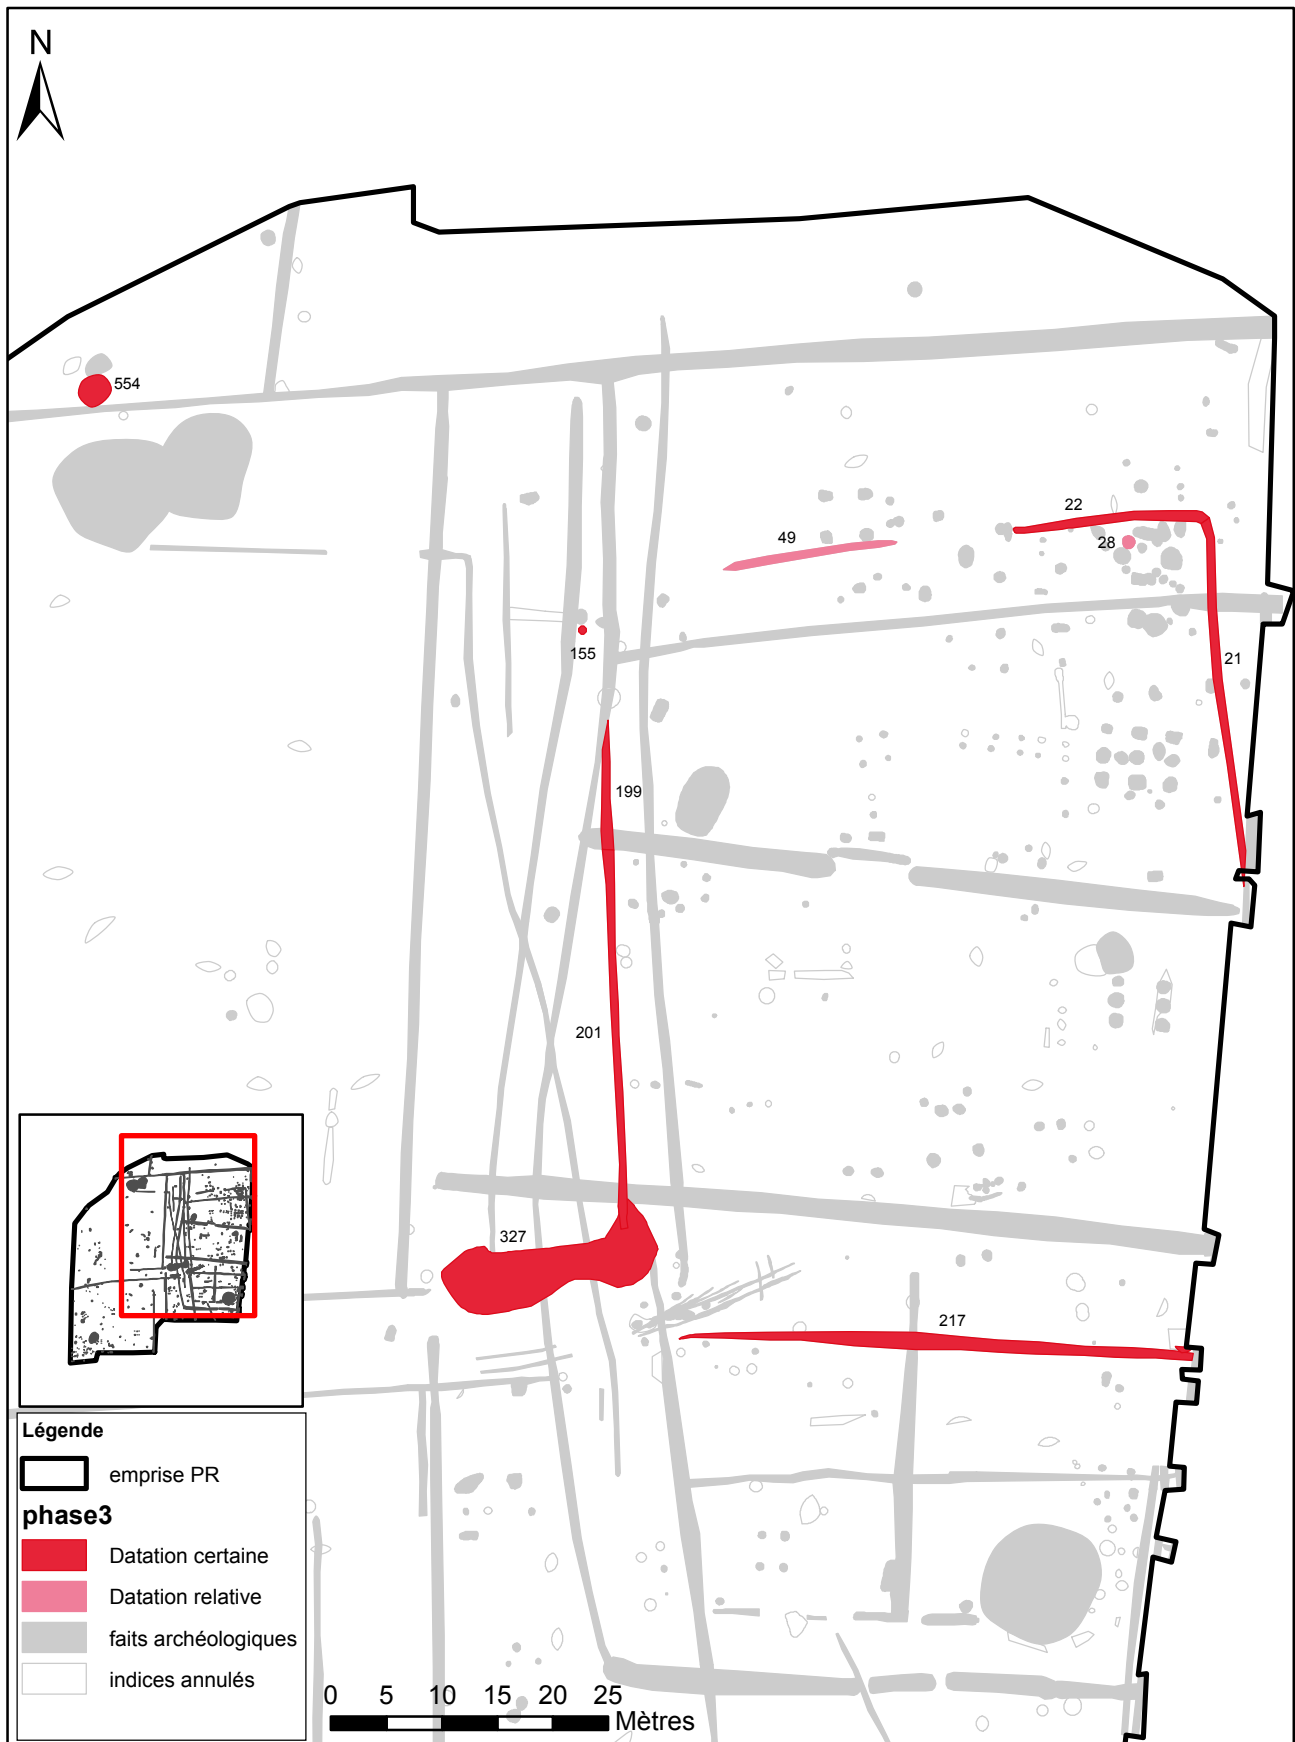 N
554
22
49
28
155
21
199
201
327
217
Légende
emprise PR
phase3
Datation certaine
Datation relative
faits archéologiques
indices annulés
0 5 10 15 20 25
Mètres